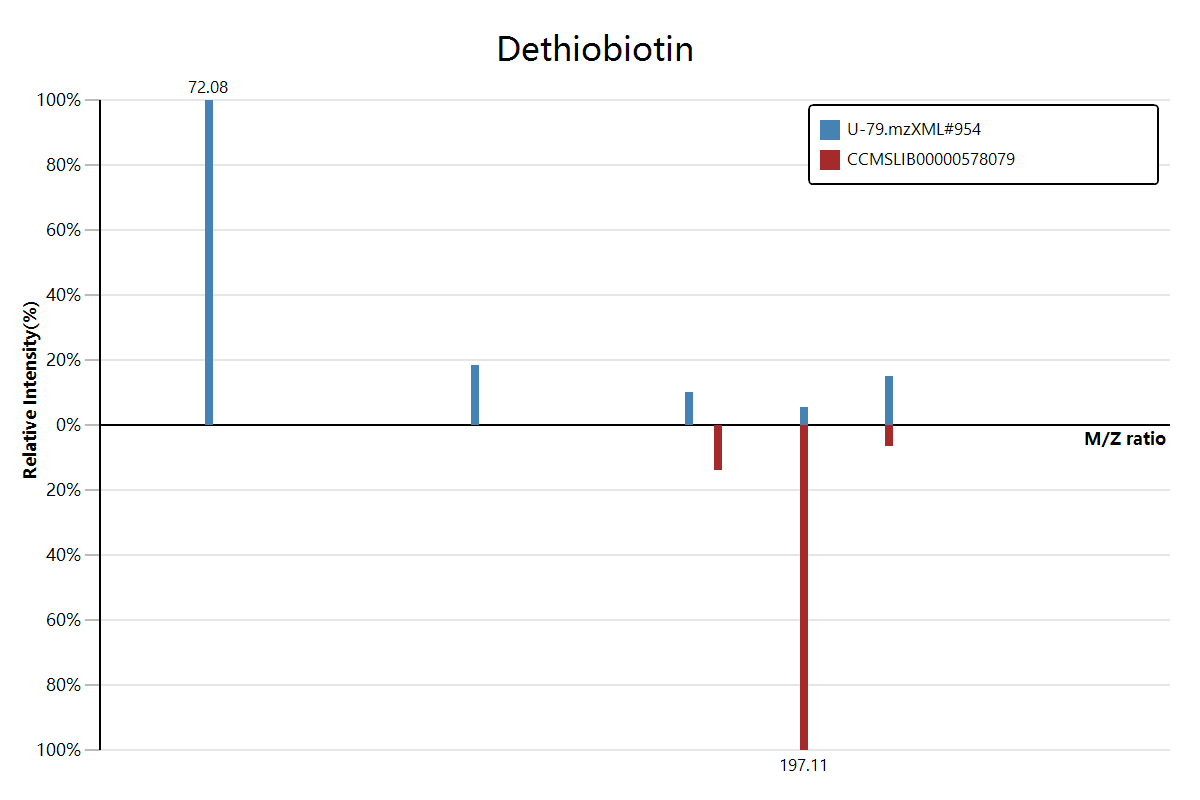 Dethiobiotin
72.08
100%
80%
60%
40%
20%
0%
20%
40%
60%
80%
100%
Relative Intensity(%)
U-79.mzXML#954
CCMSLIB00000578079
M/Z ratio
197.11